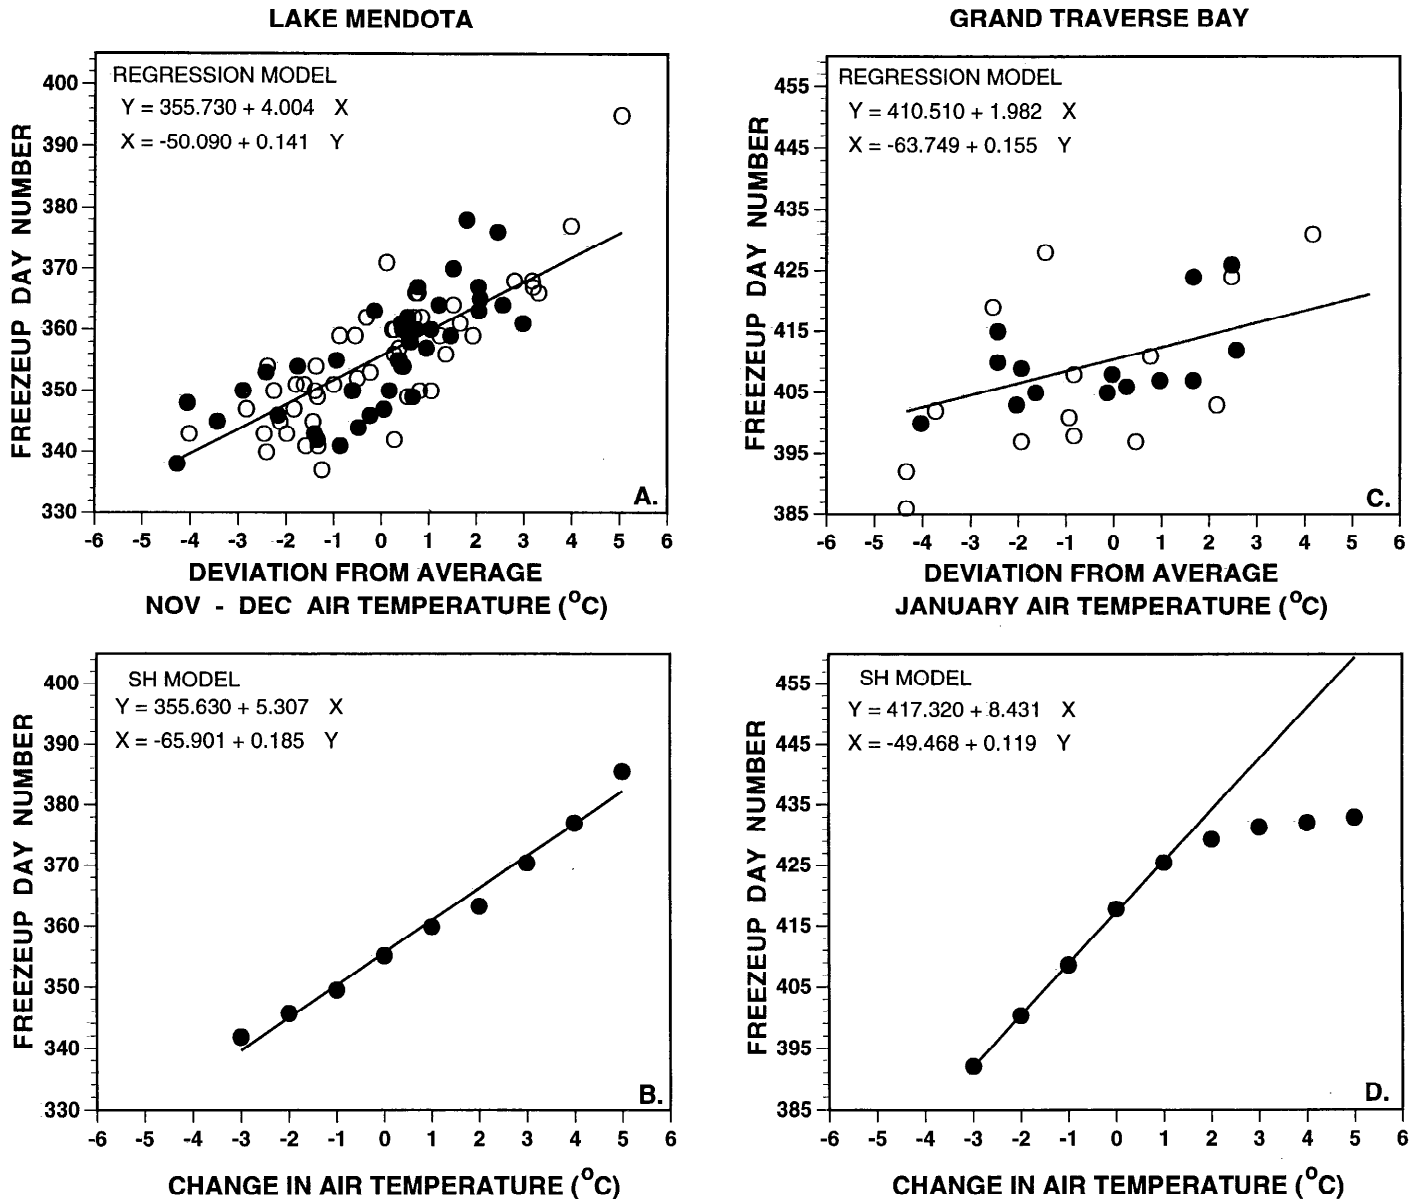 LAKE MENDOTA
REGRESSION MODEL
Y = 355.730 + 4.004 X
X = -50.090 + 0.141 Y
FREEZEUP DAY NUMBER
400
390
380
370
360
350
340
330
A.
-6 -5 -4 -3 -2 -1 0 1 2 3 4 5 6
DEVIATION FROM AVERAGE
NOV - DEC AIR TEMPERATURE (°C)
GRAND TRAVERSE BAY
REGRESSION MODEL
Y = 410.510 + 1.982 X
X = -63.749 + 0.155 Y
FREEZEUP DAY NUMBER
455
445
435
425
415
405
395
385
C.
-6 -5 -4 -3 -2 -1 0 1 2 3 4 5 6
DEVIATION FROM AVERAGE
JANUARY AIR TEMPERATURE (°C)
SH MODEL
Y = 355.630 + 5.307 X
X = -65.901 + 0.185 Y
FREEZEUP DAY NUMBER
400
390
380
370
360
350
340
330
B.
-6 -5 -4 -3 -2 -1 0 1 2 3 4 5 6
CHANGE IN AIR TEMPERATURE (°C)
SH MODEL
Y = 417.320 + 8.431 X
X = -49.468 + 0.119 Y
FREEZEUP DAY NUMBER
455
445
435
425
415
405
395
385
D.
-6 -5 -4 -3 -2 -1 0 1 2 3 4 5 6
CHANGE IN AIR TEMPERATURE (°C)